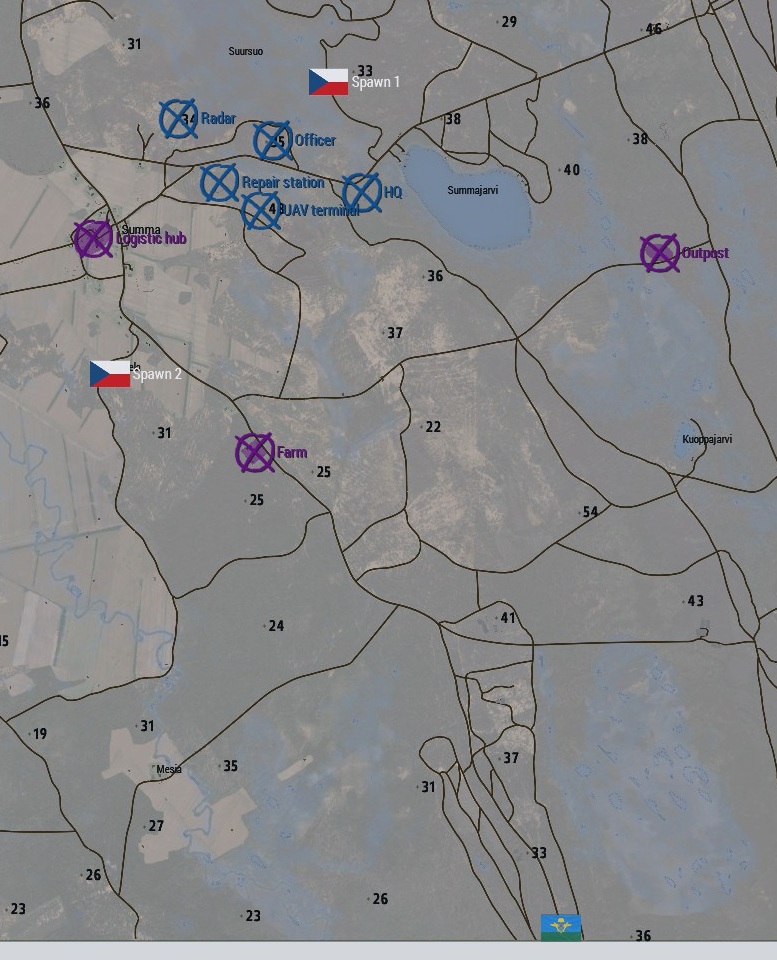 29
46
31
Suursuo
33
Spawn 1
36
34
Radar
38
35
Officer
38
40
Repair station
HQ
Summajarvi
UAV terminal
Summa
Logistic hub
Outpost
36
37
Spawn 2
22
31
Kuoppajarvi
Farm
25
25
54
43
41
24
31
19
37
Mesia
35
31
27
33
26
26
23
23
36